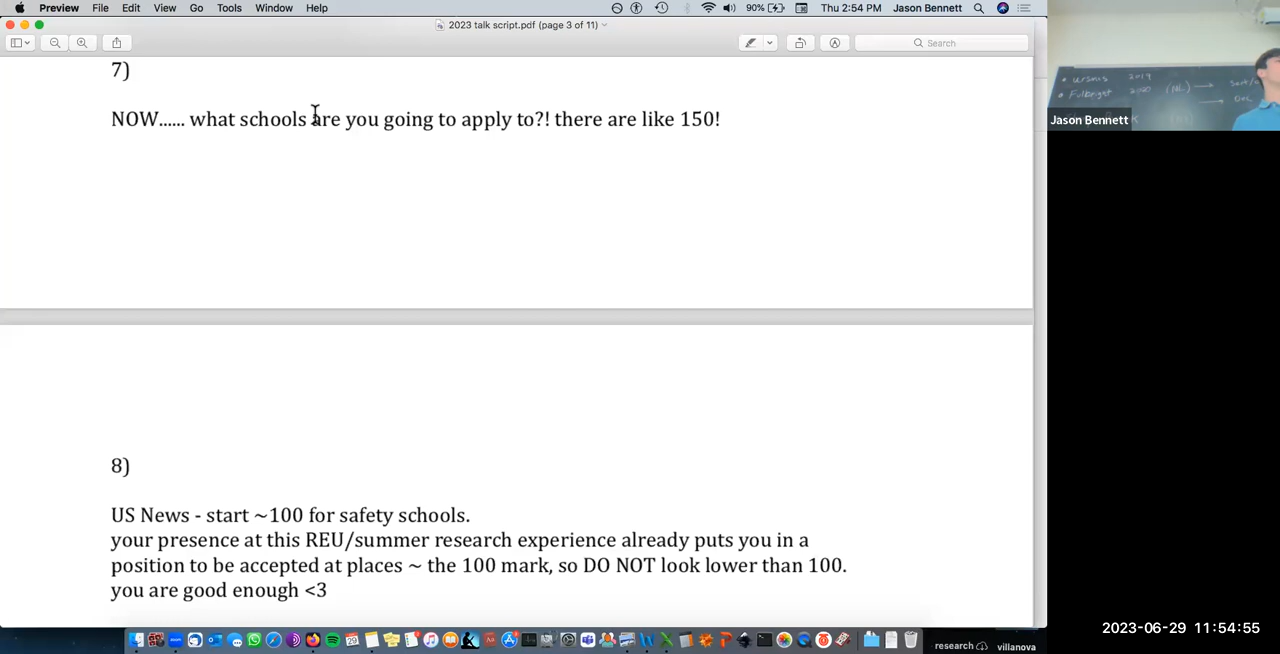 Preview File Edit View Go Tools Window Help
90% Thu 2:54 PM Jason Bennett
2023 talk script.pdf (page 3 of 11)
Search
7)
NOW...... what schools are you going to apply to?! there are like 150!
8)
US News - start ~100 for safety schools.
your presence at this REU/summer research experience already puts you in a
position to be accepted at places ~ the 100 mark, so DO NOT look lower than 100.
you are good enough <3
Fulbright
Jason Bennett
2023-06-29 11:54:55
research villanova